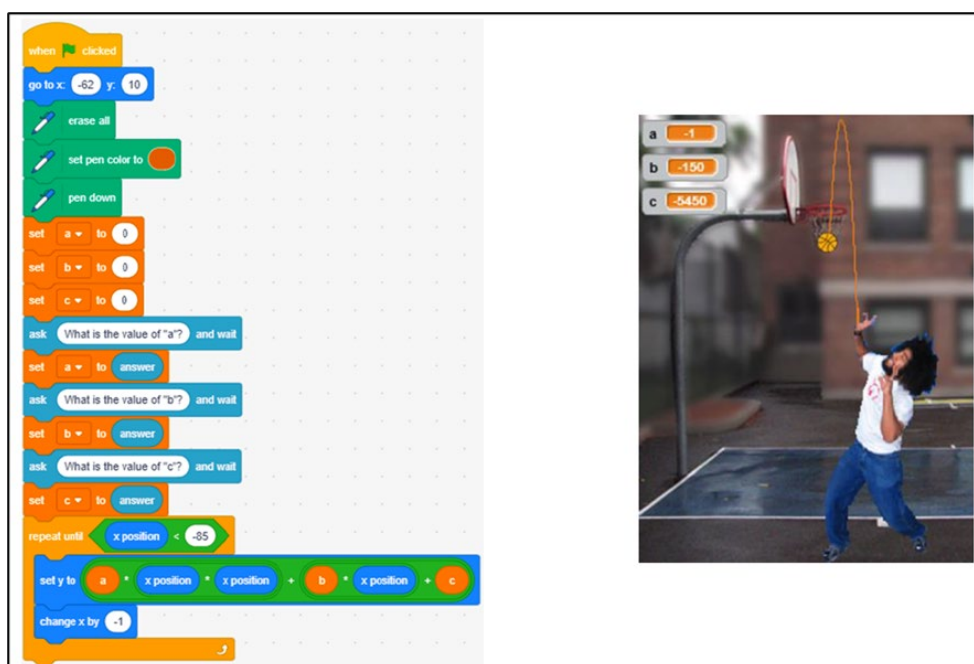 when clicked
go to x: -62 y: 10
erase all
set pen color to
pen down
set a to 0
set b to 0
set c to 0
ask What is the value of "a"? and wait
set a to answer
ask What is the value of "b"? and wait
set b to answer
ask What is the value of "c"? and wait
set c to answer
repeat until x position < -85
set y to a * x position * x position + b * x position + c
change x by -1
a -1
b -150
c -5450